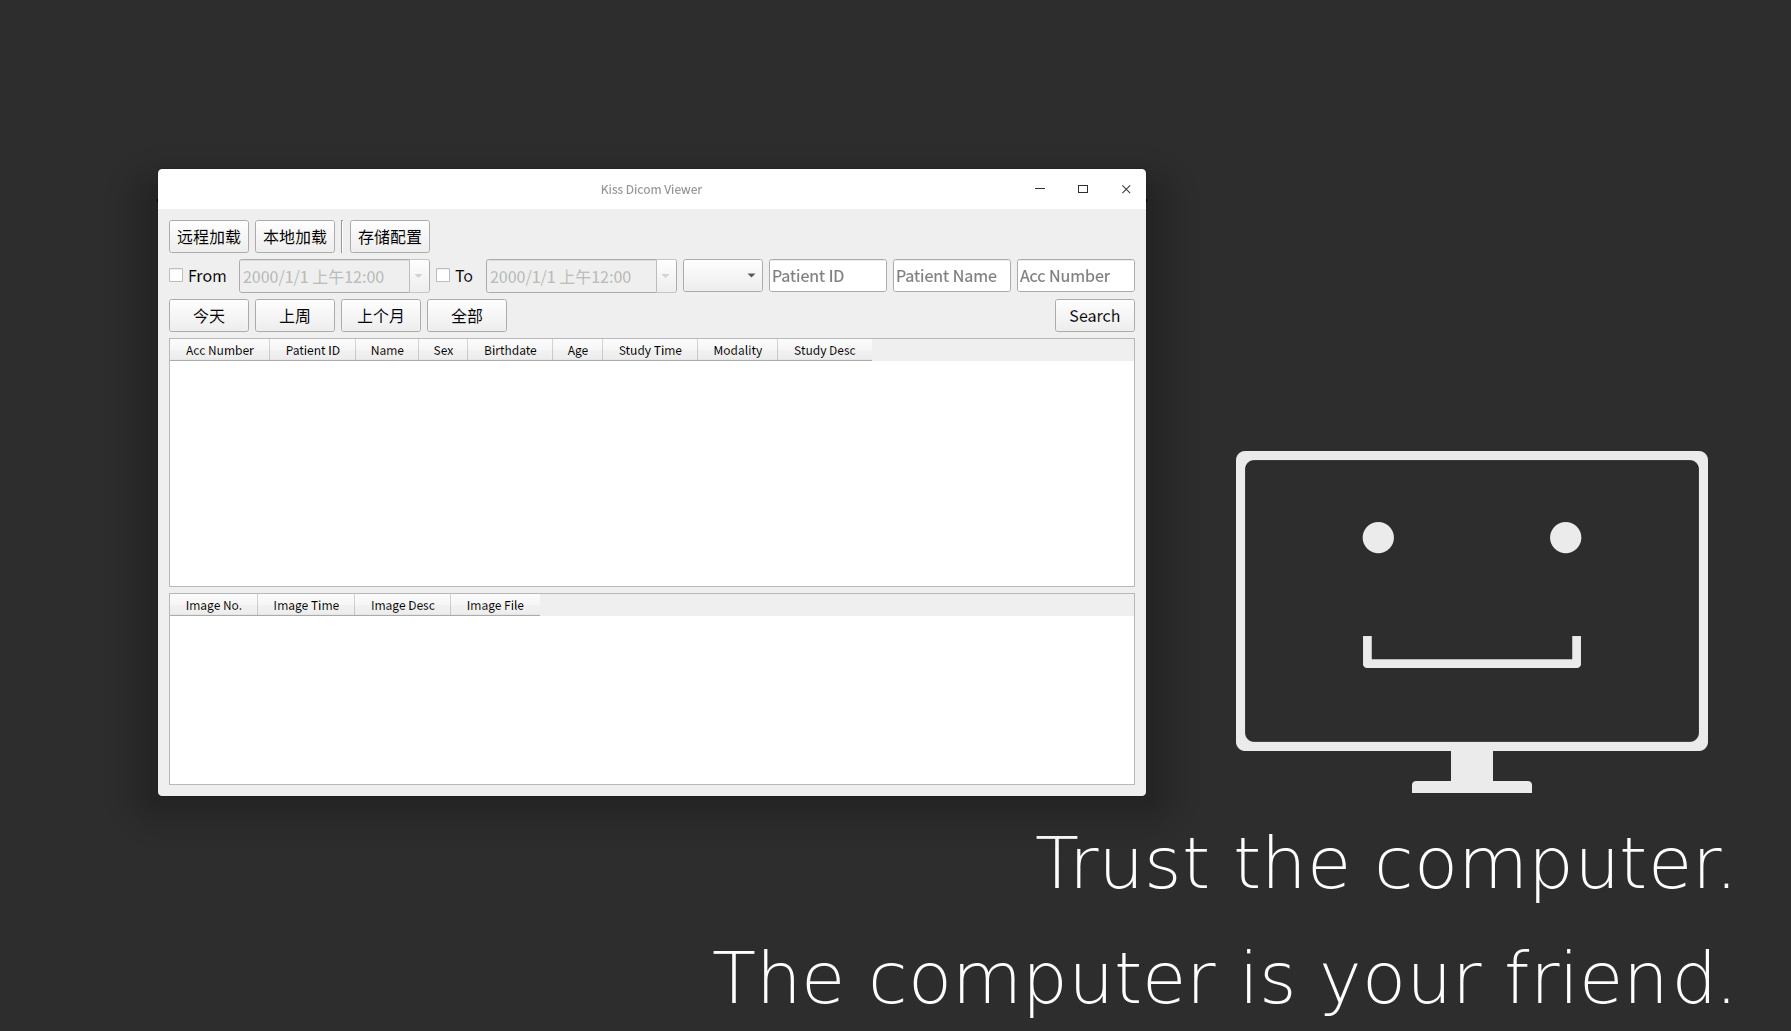 Kiss Dicom Viewer
远程加载 本地加载 存储配置
From 2000/1/1 上午12:00 To 2000/1/1 上午12:00 Patient ID Patient Name Acc Number
今天 上周 上个月 全部 Search
Acc Number Patient ID Name Sex Birthdate Age Study Time Modality Study Desc
Image No. Image Time Image Desc Image File
Trust the computer.
The computer is your friend.